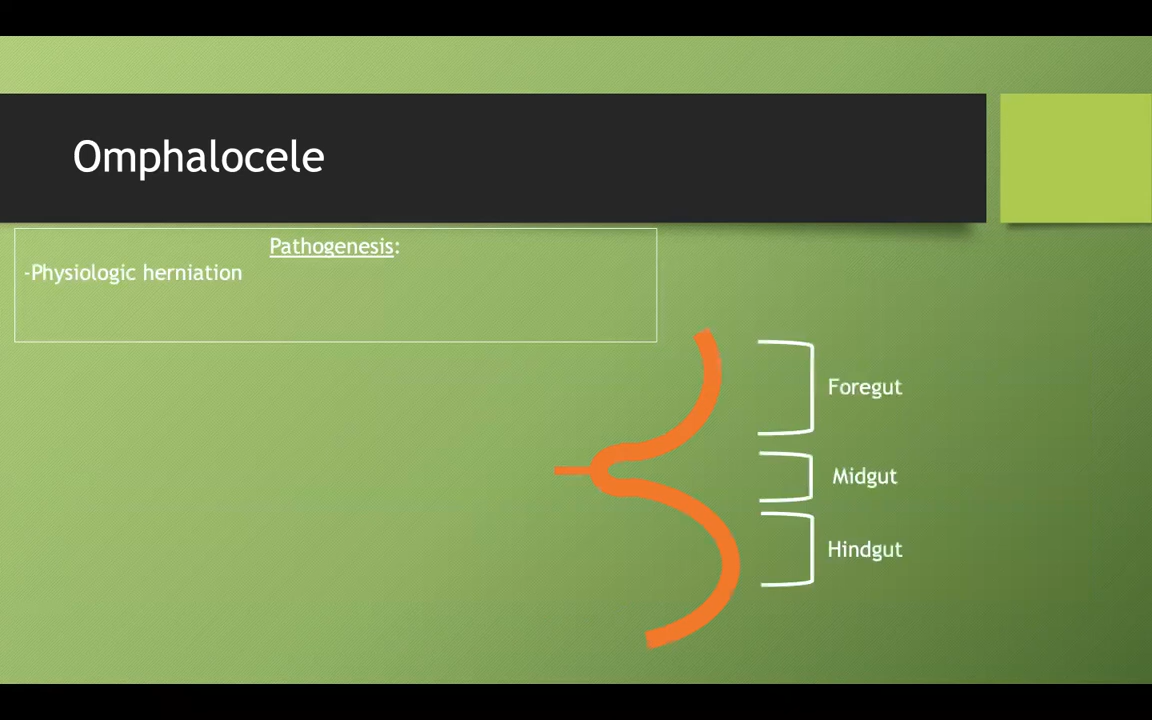 Omphalocele
Pathogenesis:
-Physiologic herniation
Foregut
Midgut
Hindgut